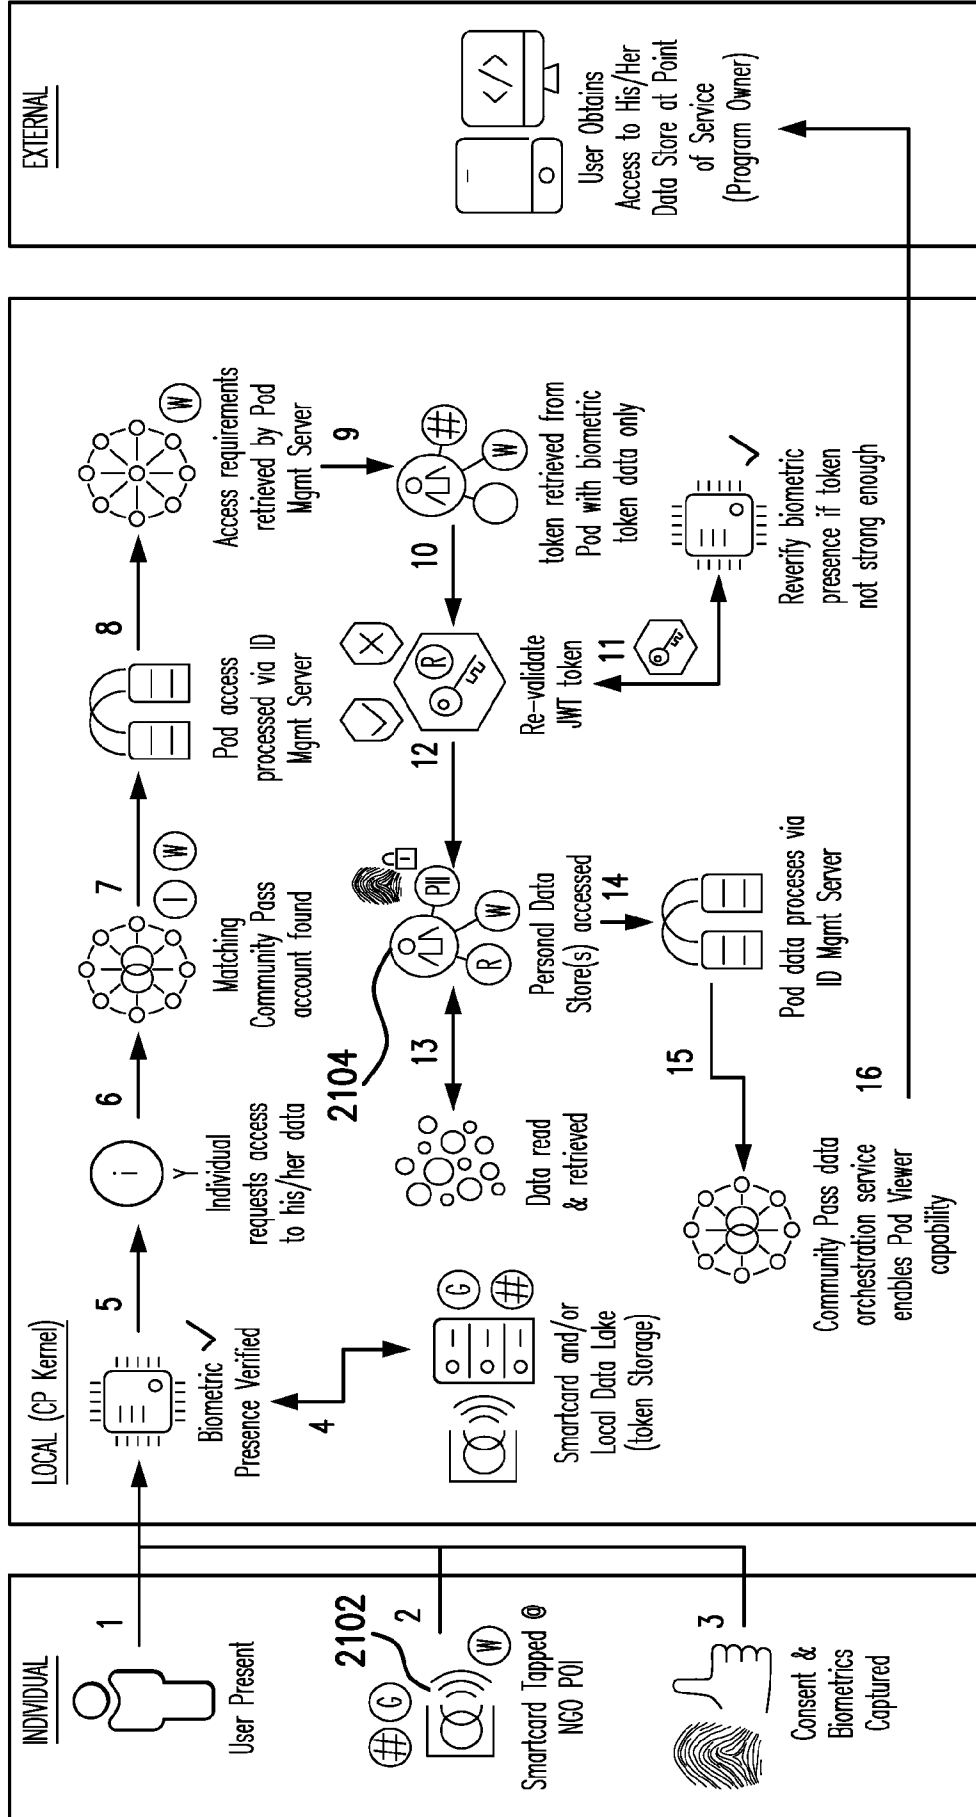 INDIVIDUAL
1
User Present
2102
#
G
2
W
Smartcard Tapped @
NGO POI
3
Consent &
Biometrics
Captured
LOCAL (CP Kernel)
Biometric
Presence Verified
4
G
#
Smartcard and/or
Local Data Lake
(token Storage)
5
i
Y
Individual
requests access
to his/her data
6
I
W
Matching
Community Pass
account found
7
Pod access
processed via ID
Mgmt Server
8
W
Access requirements
retrieved by Pod
Mgmt Server
9
#
W
token retrieved from
Pod with biometric
token data only
10
R
Re-validate
JWT token
11
Reverify biometric
presence if token
not strong enough
12
2104
PII
R
W
Personal Data
Store(s) accessed
13
Data read
& retrieved
14
Pod data proceses via
ID Mgmt Server
15
Community Pass data
orchestration service
enables Pod Viewer
capability
16
EXTERNAL
</>
User Obtains
Access to His/Her
Data Store at Point
of Service
(Program Owner)